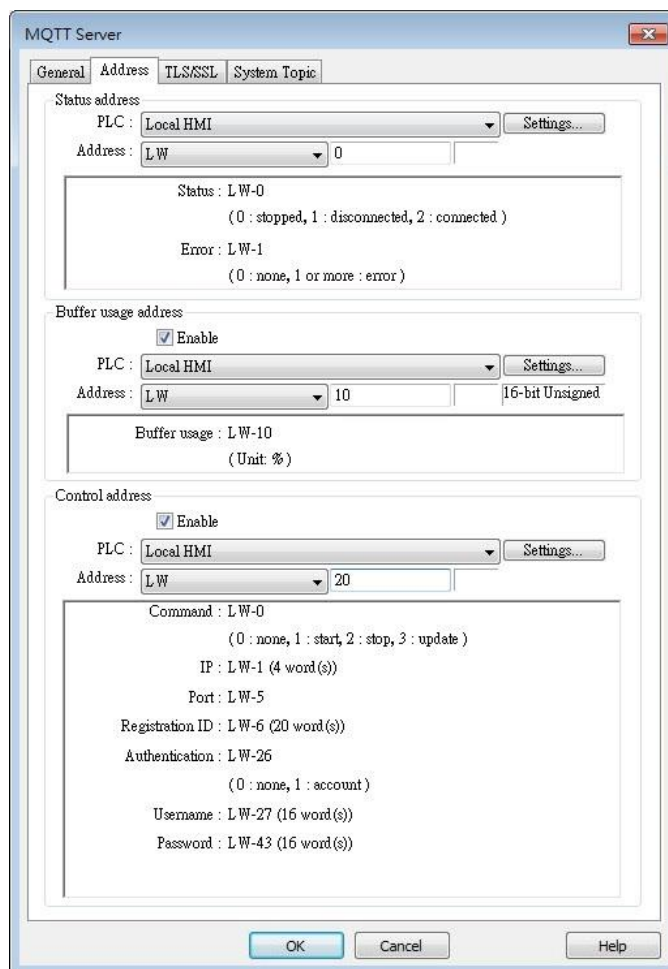 MQTT Server
General Address TLS/SSL System Topic
Status address
PLC : Local HMI Settings...
Address : LW 0
Status : LW-0
( 0 : stopped, 1 : disconnected, 2 : connected )
Error : LW-1
( 0 : none, 1 or more : error )
Buffer usage address
Enable
PLC : Local HMI Settings...
Address : LW 10 16-bit Unsigned
Buffer usage : LW-10
( Unit: % )
Control address
Enable
PLC : Local HMI Settings...
Address : LW 20
Command : LW-0
( 0 : none, 1 : start, 2 : stop, 3 : update )
IP : LW-1 (4 word(s))
Port : LW-5
Registration ID : LW-6 (20 word(s))
Authentication : LW-26
( 0 : none, 1 : account )
Username : LW-27 (16 word(s))
Password : LW-43 (16 word(s))
OK Cancel Help